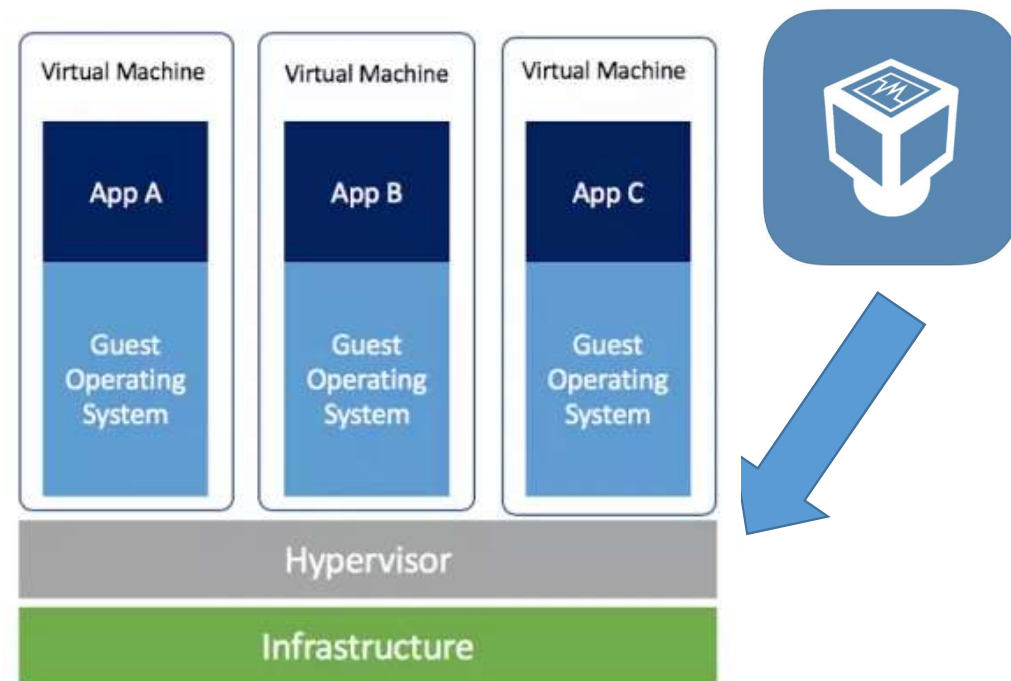 Virtual Machine
Virtual Machine
Virtual Machine
App A
App B
App C
Guest
Operating
System
Guest
Operating
System
Guest
Operating
System
Hypervisor
Infrastructure